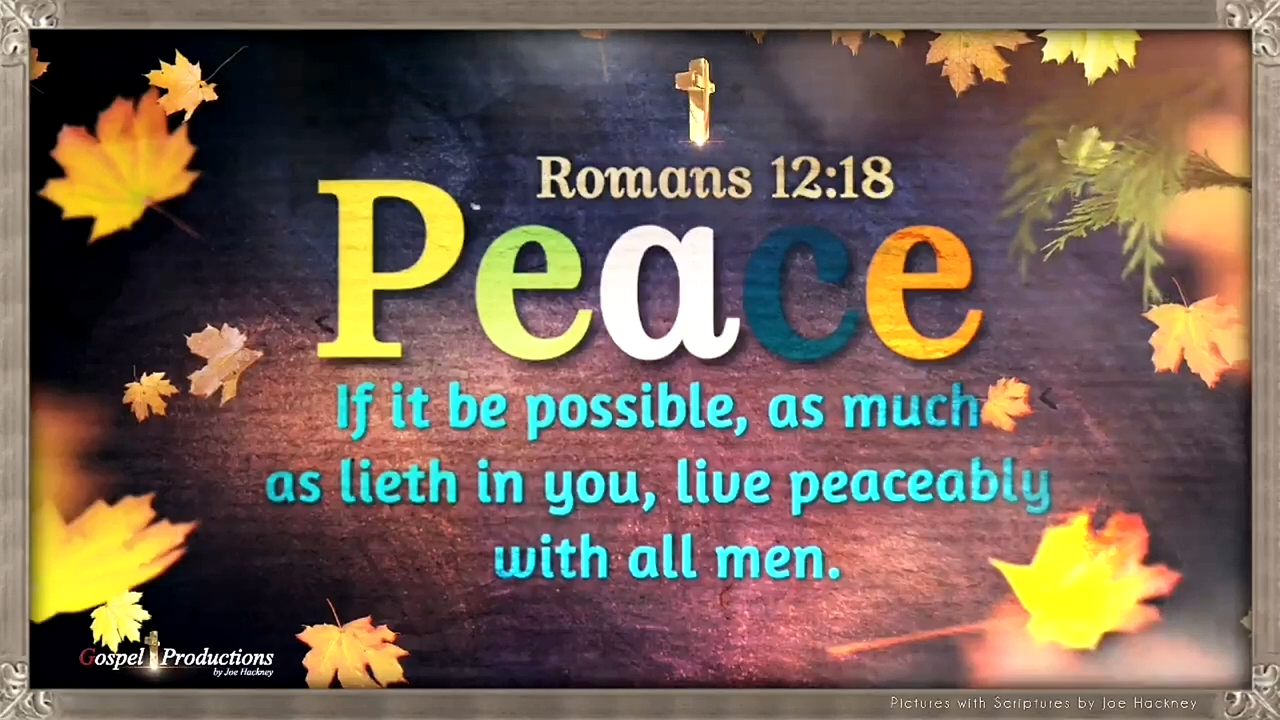 Romans 12:18
Peace
If it be possible, as much
as lieth in you, live peaceably
with all men.
Gospel Productions
by Joe Hackney
Pictures with Scriptures by Joe Hackney